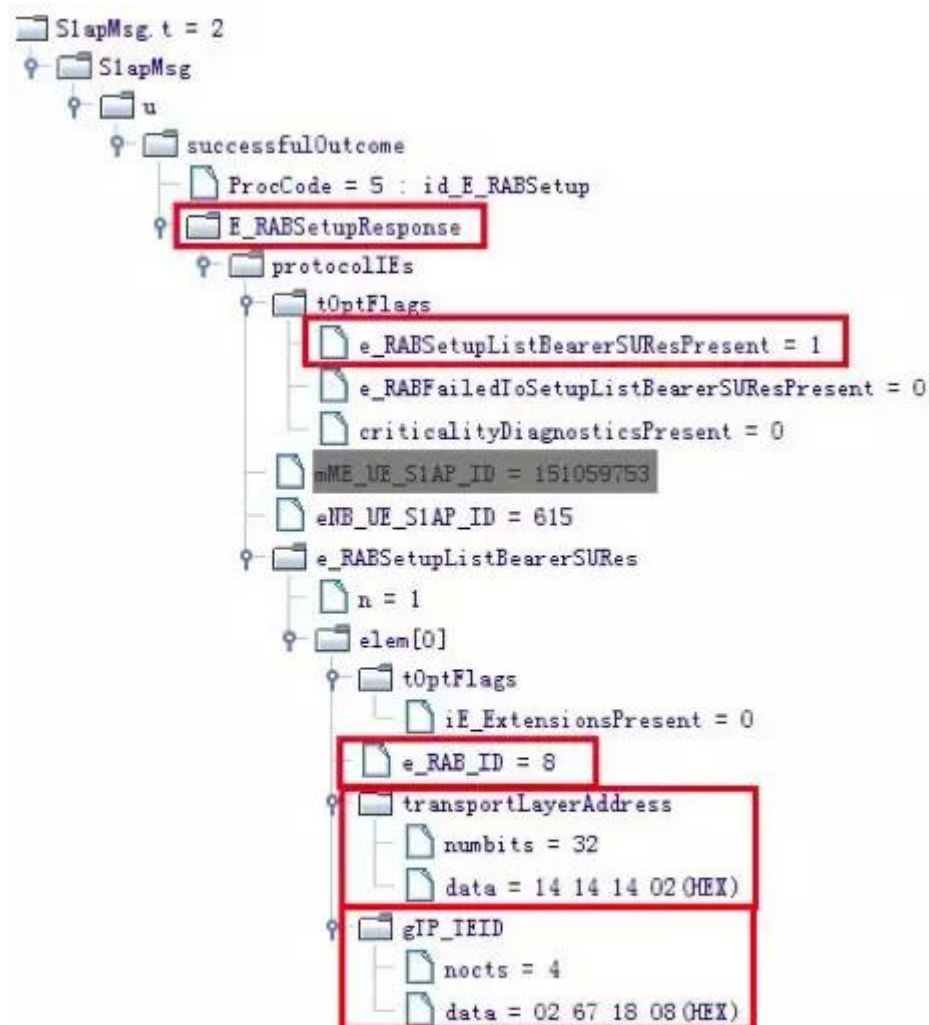 S1apMsg.t = 2
S1apMsg
u
successfulOutcome
ProcCode = 5 : id_E_RABSetup
E_RABSetupResponse
protocolIEs
tOptFlags
e_RABSetupListBearerSUResPresent = 1
e_RABFailedToSetupListBearerSUResPresent = 0
criticalityDiagnosticsPresent = 0
mME_UE_S1AP_ID = 151059753
eNB_UE_S1AP_ID = 615
e_RABSetupListBearerSURes
n = 1
elem[0]
tOptFlags
iE_ExtensionsPresent = 0
e_RAB_ID = 8
transportLayerAddress
numbits = 32
data = 14 14 14 02(HEX)
gTP_TEID
nocts = 4
data = 02 67 18 08(HEX)